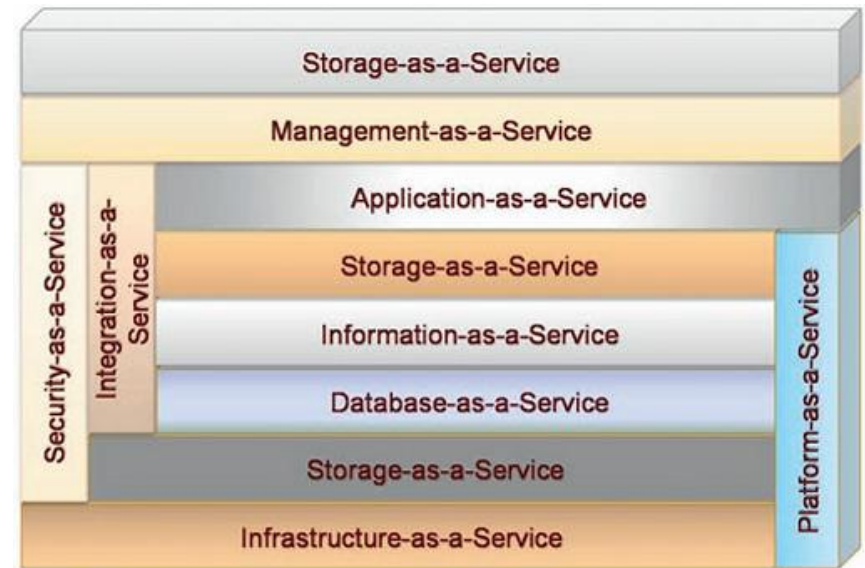 Storage-as-a-Service
Management-as-a-Service
Security-as-a-Service
Integration-as-a-
Service
Application-as-a-Service
Storage-as-a-Service
Information-as-a-Service
Database-as-a-Service
Storage-as-a-Service
Infrastructure-as-a-Service
Platform-as-a-Service